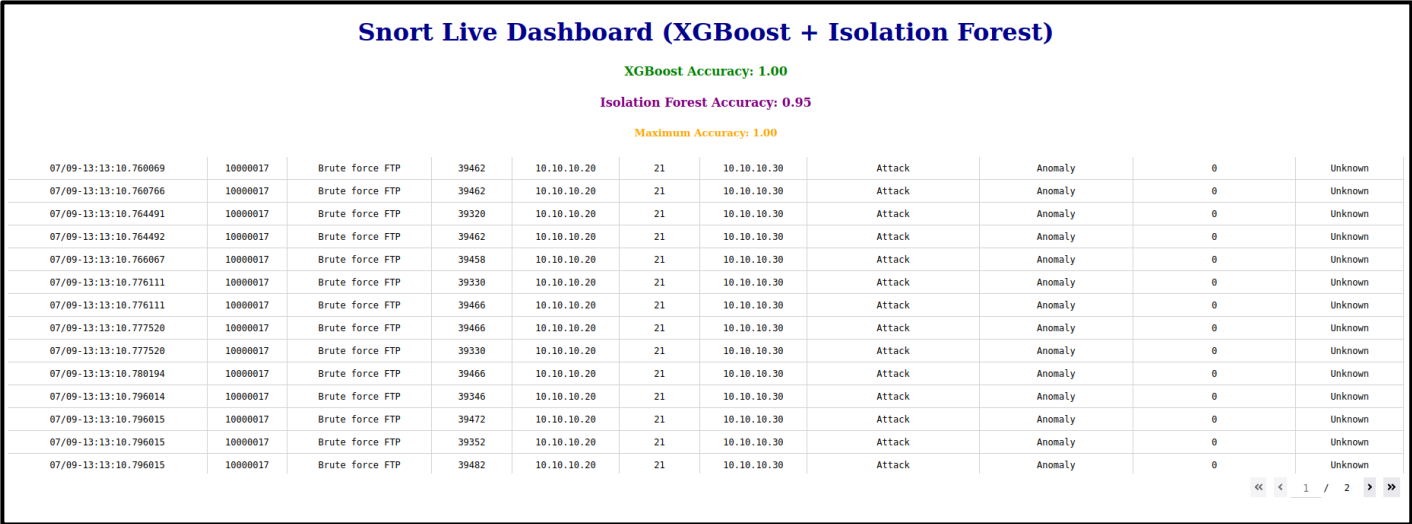 Snort Live Dashboard (XGBoost + Isolation Forest)
XGBoost Accuracy: 1.00
Isolation Forest Accuracy: 0.95
Maximum Accuracy: 1.00
07/09-13:13:10.760069 10000017 Brute force FTP 39462 10.10.10.20 21 10.10.10.30 Attack Anomaly 0 Unknown
07/09-13:13:10.760766 10000017 Brute force FTP 39462 10.10.10.20 21 10.10.10.30 Attack Anomaly 0 Unknown
07/09-13:13:10.764491 10000017 Brute force FTP 39320 10.10.10.20 21 10.10.10.30 Attack Anomaly 0 Unknown
07/09-13:13:10.764492 10000017 Brute force FTP 39462 10.10.10.20 21 10.10.10.30 Attack Anomaly 0 Unknown
07/09-13:13:10.766067 10000017 Brute force FTP 39458 10.10.10.20 21 10.10.10.30 Attack Anomaly 0 Unknown
07/09-13:13:10.776111 10000017 Brute force FTP 39330 10.10.10.20 21 10.10.10.30 Attack Anomaly 0 Unknown
07/09-13:13:10.776111 10000017 Brute force FTP 39466 10.10.10.20 21 10.10.10.30 Attack Anomaly 0 Unknown
07/09-13:13:10.777520 10000017 Brute force FTP 39466 10.10.10.20 21 10.10.10.30 Attack Anomaly 0 Unknown
07/09-13:13:10.777520 10000017 Brute force FTP 39330 10.10.10.20 21 10.10.10.30 Attack Anomaly 0 Unknown
07/09-13:13:10.780194 10000017 Brute force FTP 39466 10.10.10.20 21 10.10.10.30 Attack Anomaly 0 Unknown
07/09-13:13:10.796014 10000017 Brute force FTP 39346 10.10.10.20 21 10.10.10.30 Attack Anomaly 0 Unknown
07/09-13:13:10.796015 10000017 Brute force FTP 39472 10.10.10.20 21 10.10.10.30 Attack Anomaly 0 Unknown
07/09-13:13:10.796015 10000017 Brute force FTP 39352 10.10.10.20 21 10.10.10.30 Attack Anomaly 0 Unknown
07/09-13:13:10.796015 10000017 Brute force FTP 39482 10.10.10.20 21 10.10.10.30 Attack Anomaly 0 Unknown
« ‹ 1 / 2 › »